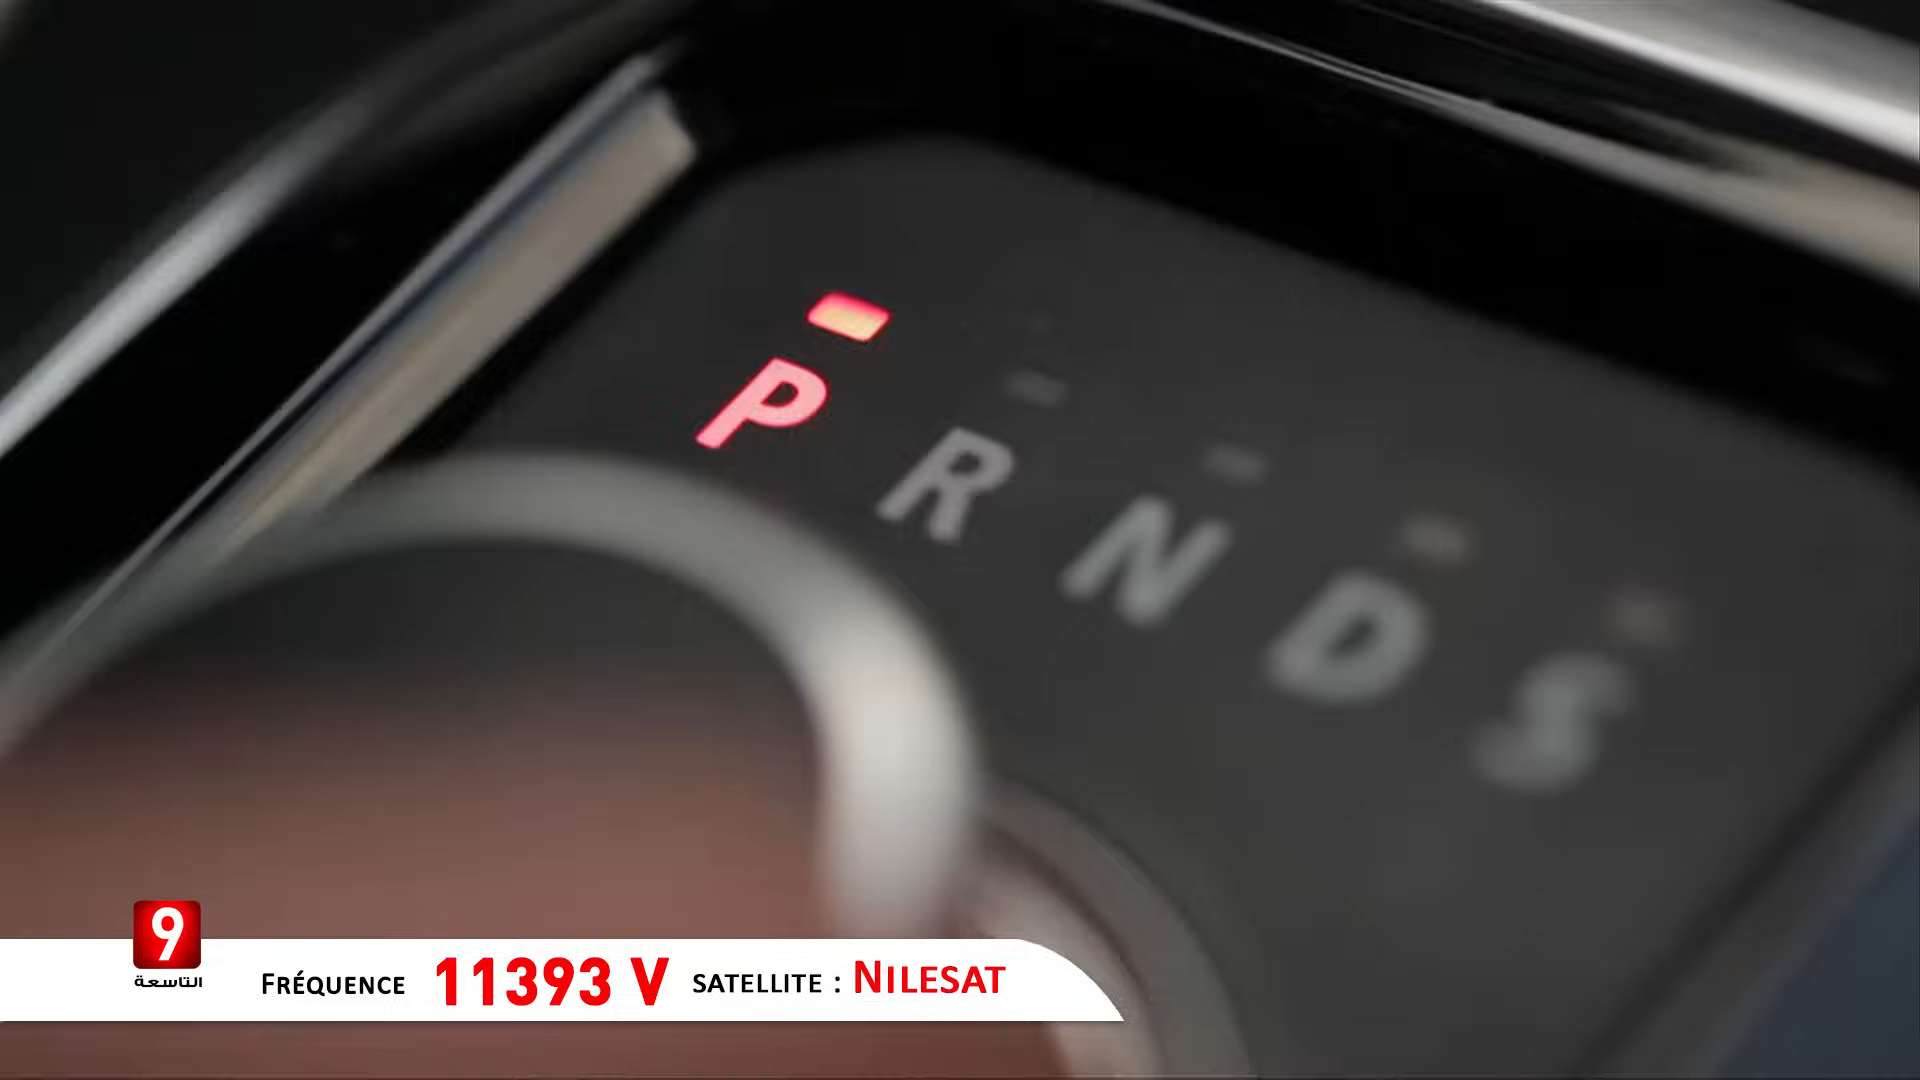 P R N D S
9
التاسعة
FRÉQUENCE 11393 V SATELLITE : NILESAT